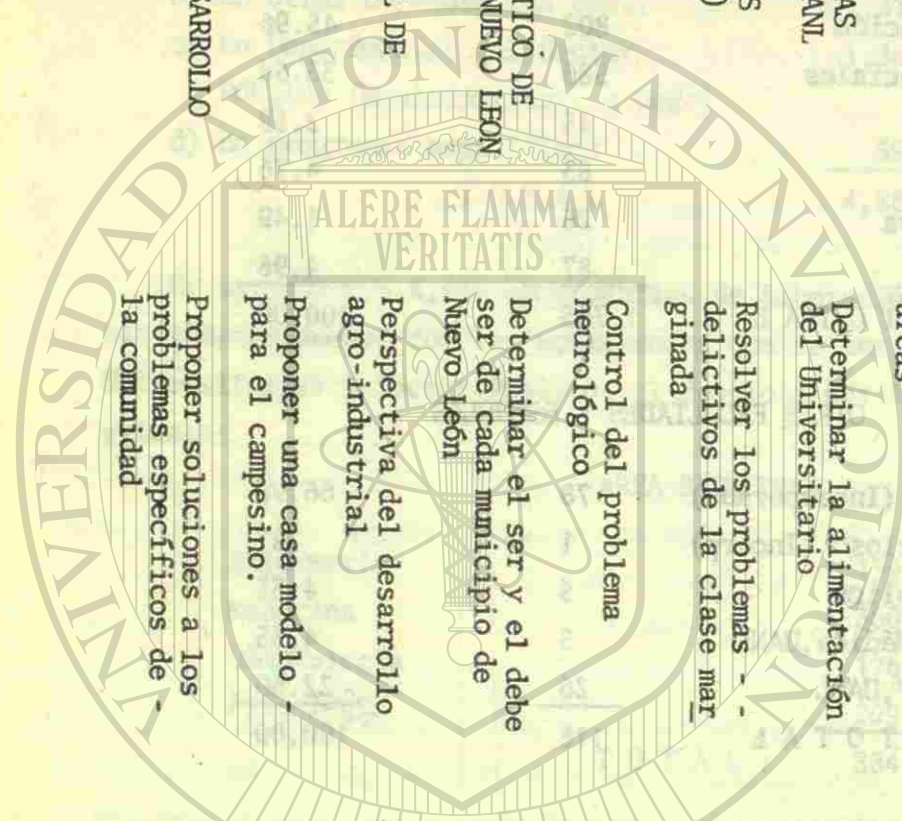 áreas
AS
Determinar la alimentación
ANL
del Universitario
S
Resolver los problemas - -
)
delictivos de la clase mar
ginada
Control del problema
neurológico
TICO DE
Determinar el ser y el debe
NUEVO LEON
ser de cada municipio de
Nuevo León
DE
Perspectiva del desarrollo
agro-industrial
Proponer una casa modelo -
para el campesino.
ARROLLO
Proponer soluciones a los
problemas específicos de -
la comunidad
ALERE FLAMMAM
VERITATIS